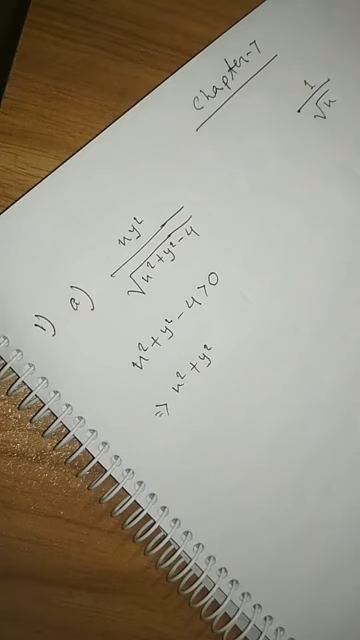 Chapter-7
1/√x
1) a) xy²/√(x²+y²-4)
x²+y²-4>0
=> x²+y²